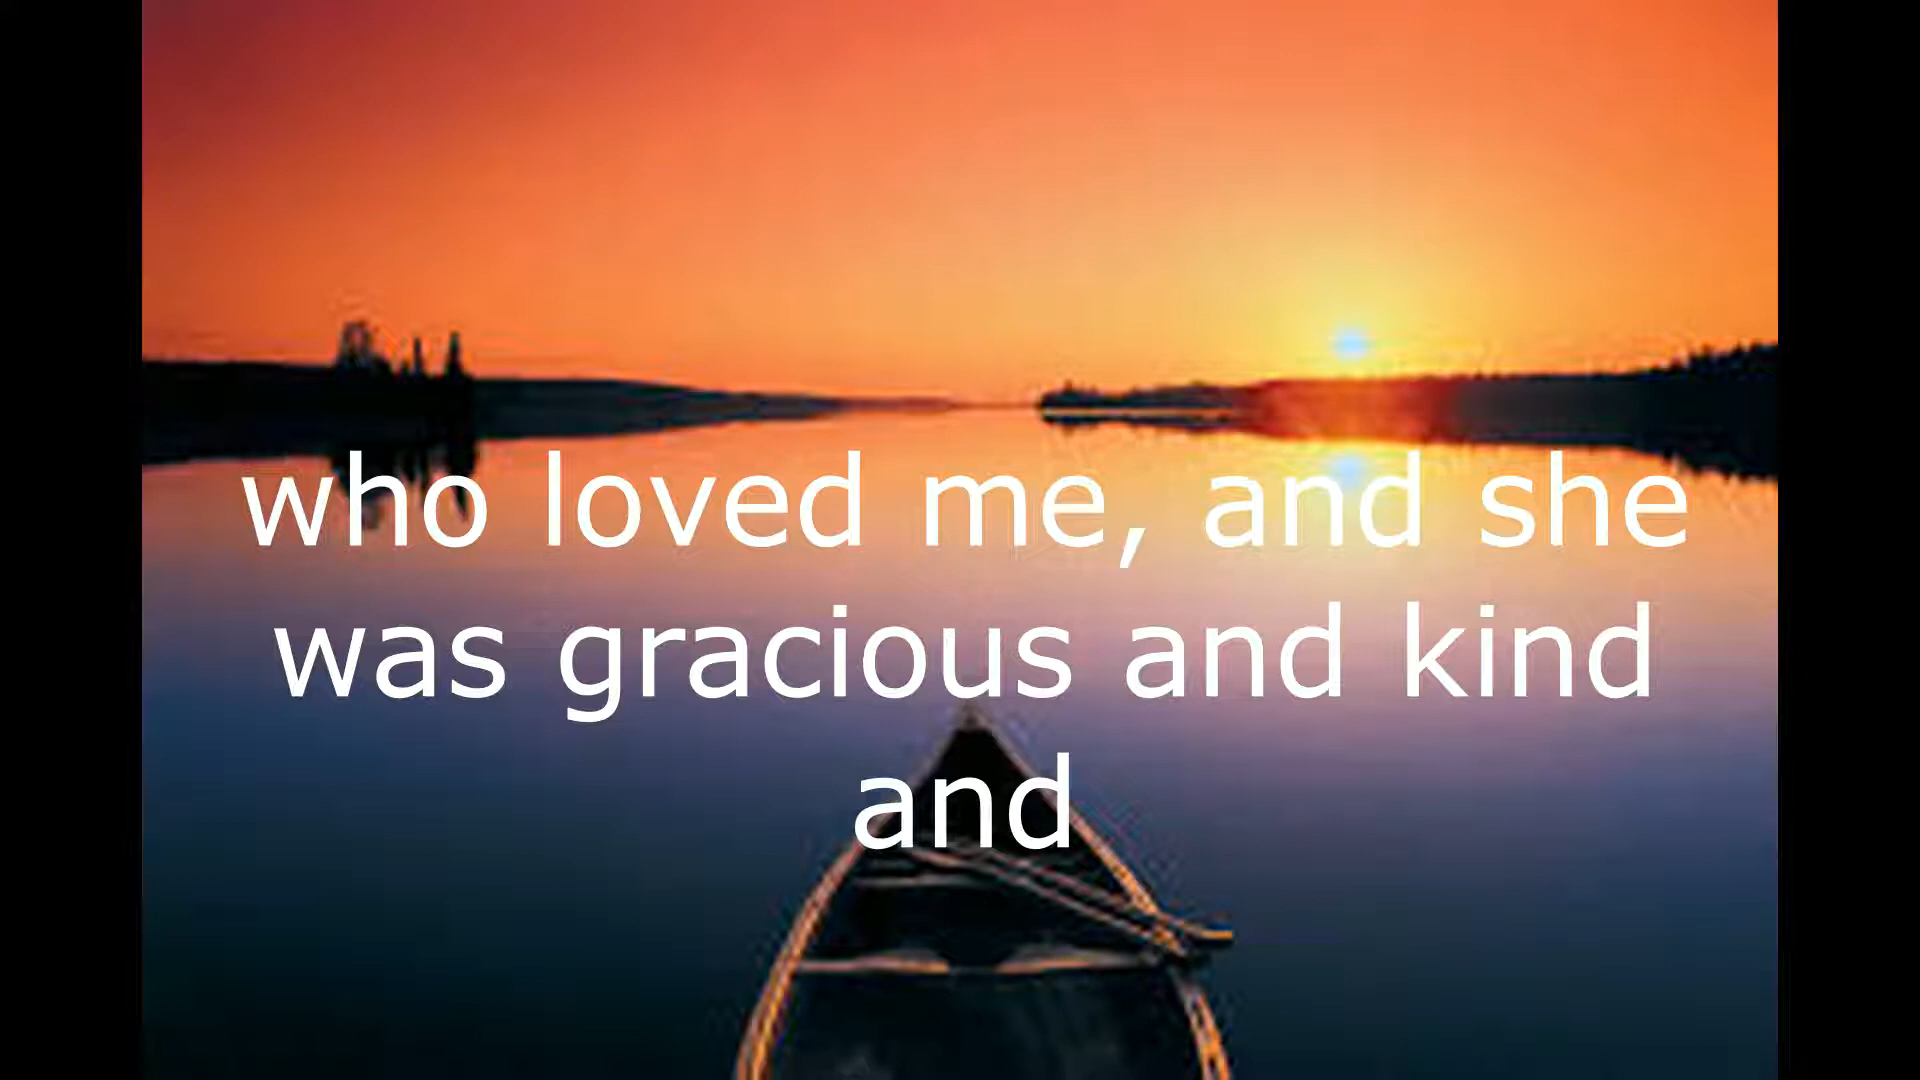 who loved me, and she
was gracious and kind
and